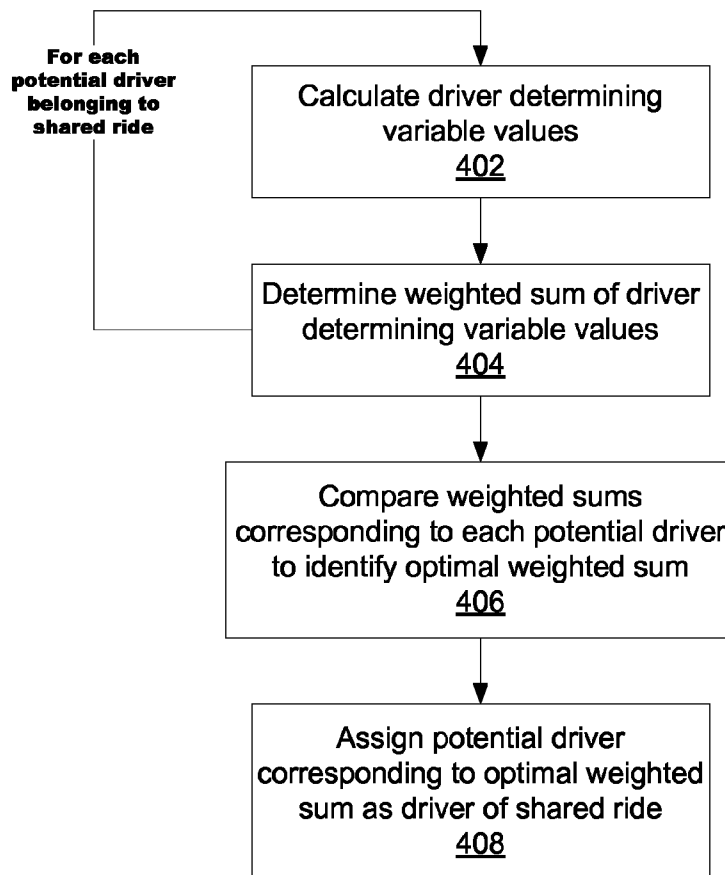 For each
potential driver
belonging to
shared ride
Calculate driver determining
variable values
402
Determine weighted sum of driver
determining variable values
404
Compare weighted sums
corresponding to each potential driver
to identify optimal weighted sum
406
Assign potential driver
corresponding to optimal weighted
sum as driver of shared ride
408